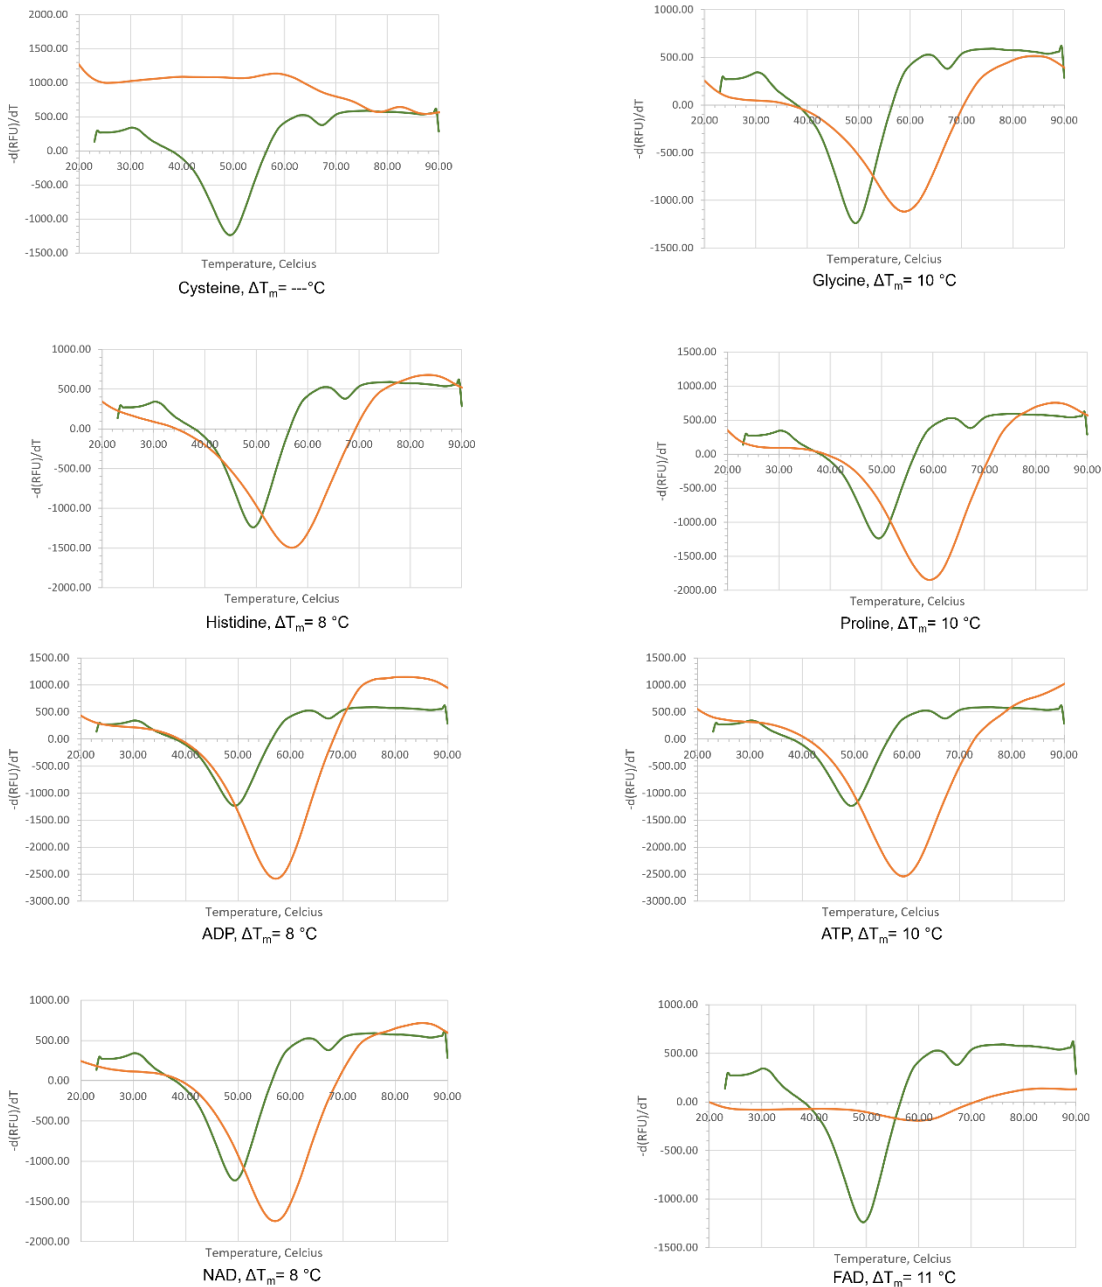 2000.00
1500.00
1000.00
500.00
0.00
-500.00
-1000.00
-1500.00
20.00 30.00 40.00 50.00 60.00 70.00 80.00 90.00
-d(RFU)/dT
Temperature, Celcius
Cysteine, ΔTm= ---°C
1000.00
500.00
0.00
-500.00
-1000.00
-1500.00
20.00 30.00 40.00 50.00 60.00 70.00 80.00 90.00
-d(RFU)/dT
Temperature, Celcius
Glycine, ΔTm= 10 °C
1000.00
500.00
0.00
-500.00
-1000.00
-1500.00
-2000.00
20.00 30.00 40.00 50.00 60.00 70.00 80.00 90.00
-d(RFU)/dT
Temperature, Celcius
Histidine, ΔTm= 8 °C
1500.00
1000.00
500.00
0.00
-500.00
-1000.00
-1500.00
-2000.00
20.00 30.00 40.00 50.00 60.00 70.00 80.00 90.00
-d(RFU)/dT
Temperature, Celcius
Proline, ΔTm= 10 °C
1500.00
1000.00
500.00
0.00
-500.00
-1000.00
-1500.00
-2000.00
-2500.00
-3000.00
20.00 30.00 40.00 50.00 60.00 70.00 80.00 90.00
-d(RFU)/dT
Temperature, Celcius
ADP, ΔTm= 8 °C
1500.00
1000.00
500.00
0.00
-500.00
-1000.00
-1500.00
-2000.00
-2500.00
-3000.00
20.00 30.00 40.00 50.00 60.00 70.00 80.00 90.00
-d(RFU)/dT
Temperature, Celcius
ATP, ΔTm= 10 °C
1000.00
500.00
0.00
-500.00
-1000.00
-1500.00
-2000.00
20.00 30.00 40.00 50.00 60.00 70.00 80.00 90.00
-d(RFU)/dT
Temperature, Celcius
NAD, ΔTm= 8 °C
1000.00
500.00
0.00
-500.00
-1000.00
-1500.00
20.00 30.00 40.00 50.00 60.00 70.00 80.00 90.00
-d(RFU)/dT
Temperature, Celcius
FAD, ΔTm= 11 °C